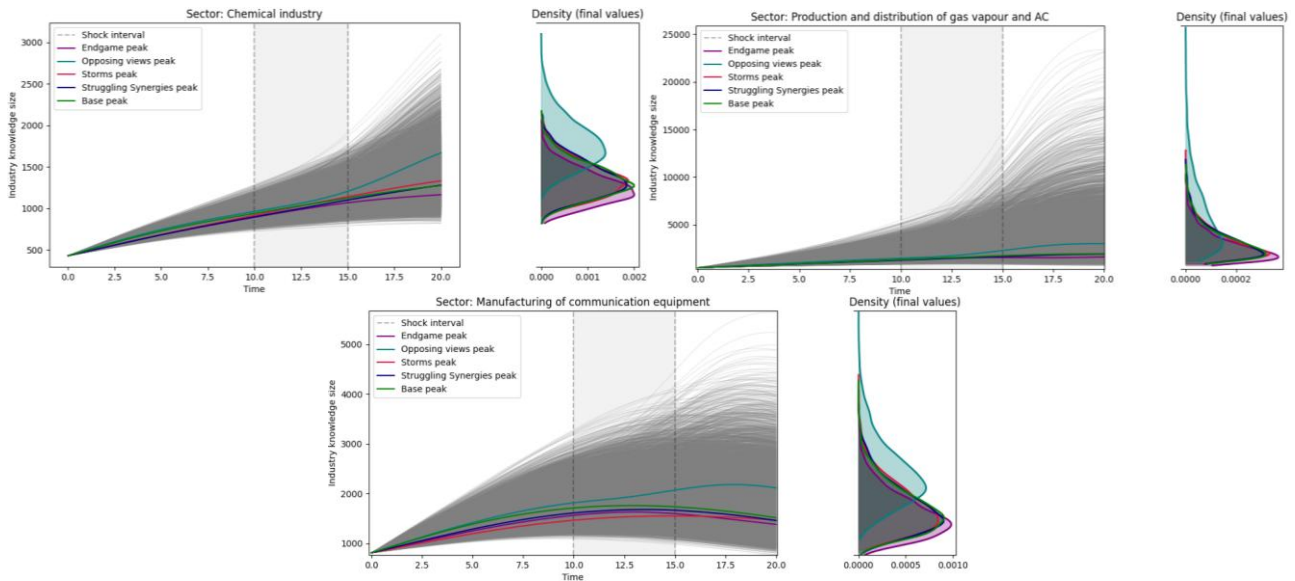 Sector: Chemical industry
Density (final values)
Shock interval
Endgame peak
Opposing views peak
Storms peak
Struggling Synergies peak
Base peak
Industry knowledge size
3000
2500
2000
1500
1000
500
0.0 2.5 5.0 7.5 10.0 12.5 15.0 17.5 20.0
Time
0.000 0.001 0.002
Sector: Production and distribution of gas vapour and AC
Density (final values)
Shock interval
Endgame peak
Opposing views peak
Storms peak
Struggling Synergies peak
Base peak
Industry knowledge size
25000
20000
15000
10000
5000
0.0 2.5 5.0 7.5 10.0 12.5 15.0 17.5 20.0
Time
0.0000 0.0002
Sector: Manufacturing of communication equipment
Density (final values)
Shock interval
Endgame peak
Opposing views peak
Storms peak
Struggling Synergies peak
Base peak
Industry knowledge size
5000
4000
3000
2000
1000
0.0 2.5 5.0 7.5 10.0 12.5 15.0 17.5 20.0
Time
0.0000 0.0005 0.0010